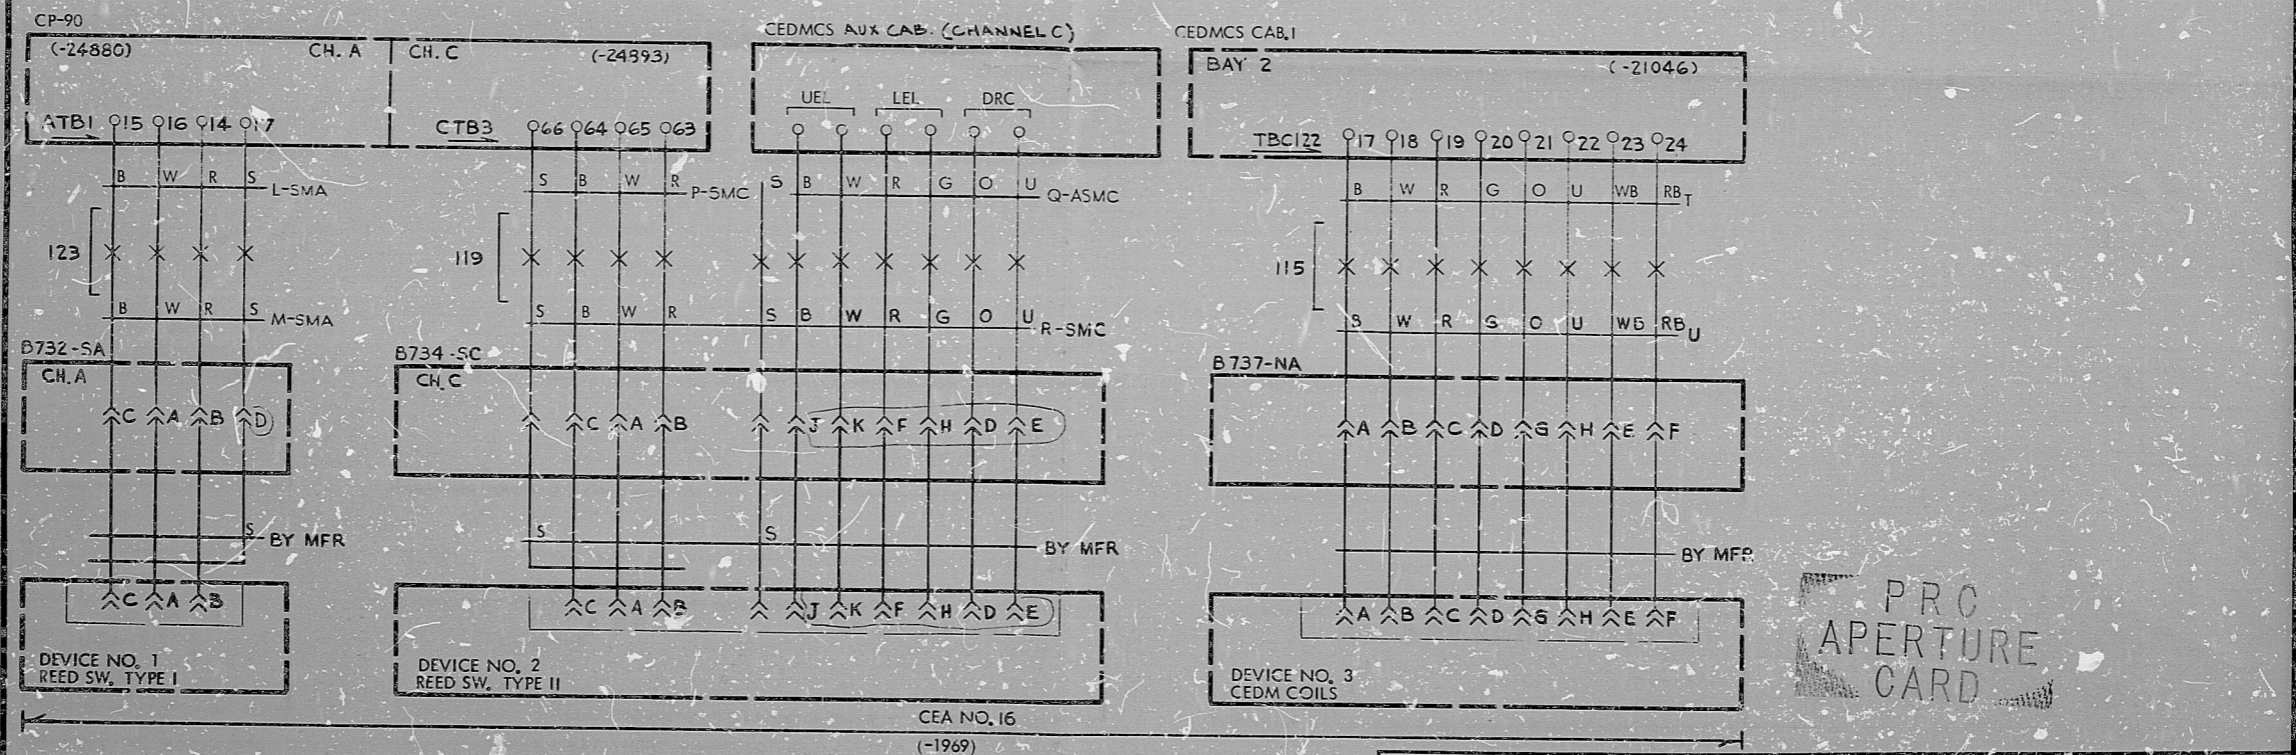 CP-90
CEDMCS AUX CAB. (CHANNEL C)
CEDMCS CAB.1
(-24880) CH. A CH. C (-24893)
BAY 2 (-21046)
UEL LEL DRC
ATB1 15 16 14 17
CTB3 66 64 65 63
TBC122 17 18 19 20 21 22 23 24
B W R S L-SMA
S B W R P-SMC
S B W R G O U Q-ASMC
B W R G O U WB RB T
123
119
115
B W R S M-SMA
S B W R S B W R G O U R-SMC
S W R G O U WB RB U
B732-SA
CH.A
B734-SC
CH.C
B737-NA
C A B D
C A B J K F H D E
A B C D G H E F
S BY MFR
S S BY MFR
BY MFR
C A B
C A B J K F H D E
A B C D G H E F
DEVICE NO. 1
REED SW. TYPE I
DEVICE NO. 2
REED SW. TYPE II
DEVICE NO. 3
CEDM COILS
PRC
APERTURE
CARD
CEA NO.16
(-1969)